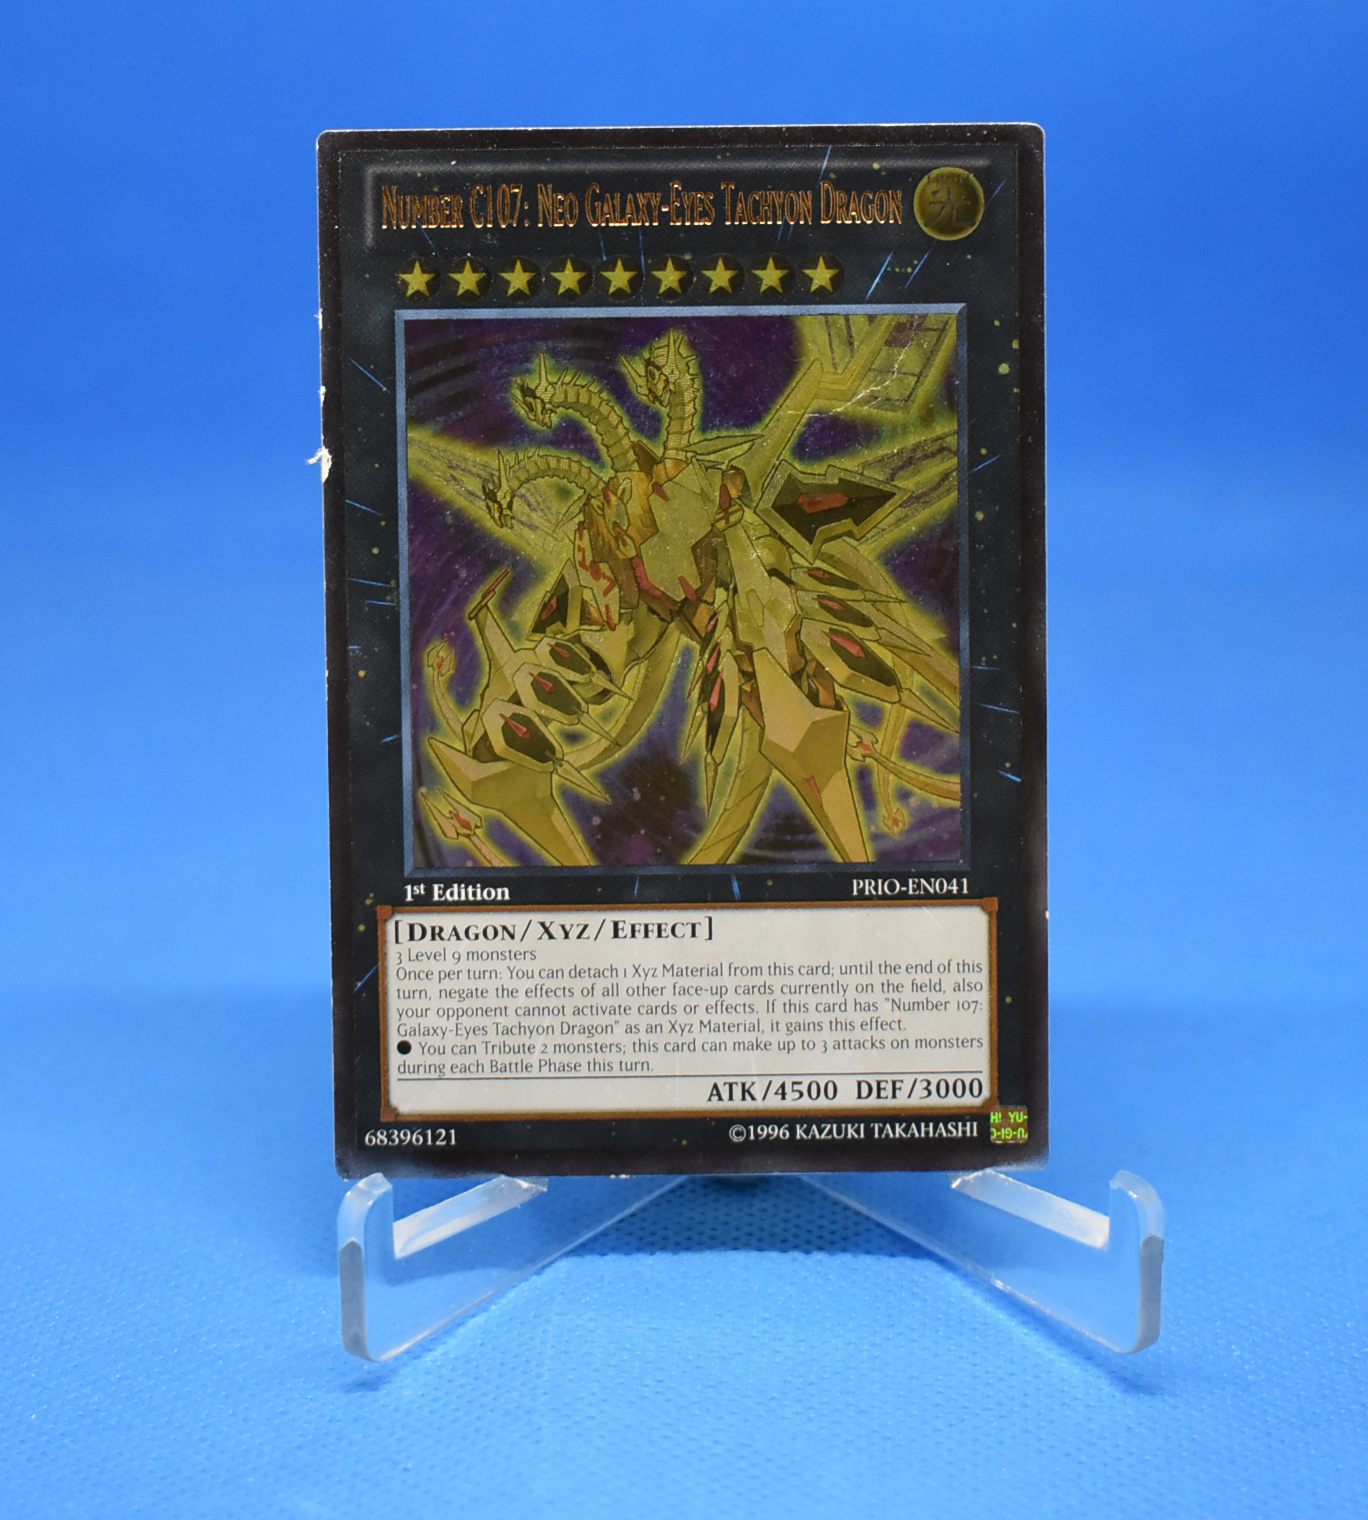 Number C107: Neo Galaxy-Eyes Tachyon Dragon
光
1st Edition
PRIO-EN041
[Dragon/Xyz/Effect]
3 Level 9 monsters
Once per turn: You can detach 1 Xyz Material from this card; until the end of this
turn, negate the effects of all other face-up cards currently on the field, also
your opponent cannot activate cards or effects. If this card has "Number 107:
Galaxy-Eyes Tachyon Dragon" as an Xyz Material, it gains this effect.
● You can Tribute 2 monsters; this card can make up to 3 attacks on monsters
during each Battle Phase this turn.
ATK/4500 DEF/3000
68396121
©1996 KAZUKI TAKAHASHI
H! YU-